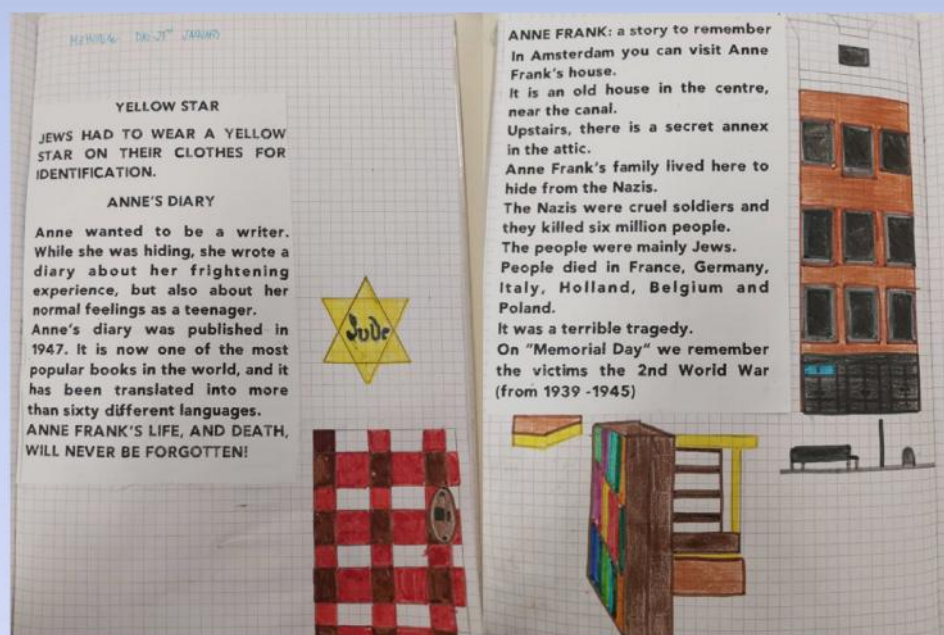 MEMORIAL DAY-27TH JANUARY
YELLOW STAR
JEWS HAD TO WEAR A YELLOW
STAR ON THEIR CLOTHES FOR
IDENTIFICATION.
ANNE'S DIARY
Anne wanted to be a writer.
While she was hiding, she wrote a
diary about her frightening
experience, but also about her
normal feelings as a teenager.
Anne's diary was published in
1947. It is now one of the most
popular books in the world, and it
has been translated into more
than sixty different languages.
ANNE FRANK'S LIFE, AND DEATH,
WILL NEVER BE FORGOTTEN!
JuDe
ANNE FRANK: a story to remember
In Amsterdam you can visit Anne
Frank's house.
It is an old house in the centre,
near the canal.
Upstairs, there is a secret annex
in the attic.
Anne Frank's family lived here to
hide from the Nazis.
The Nazis were cruel soldiers and
they killed six million people.
The people were mainly Jews.
People died in France, Germany,
Italy, Holland, Belgium and
Poland.
It was a terrible tragedy.
On "Memorial Day" we remember
the victims the 2nd World War
(from 1939 -1945)